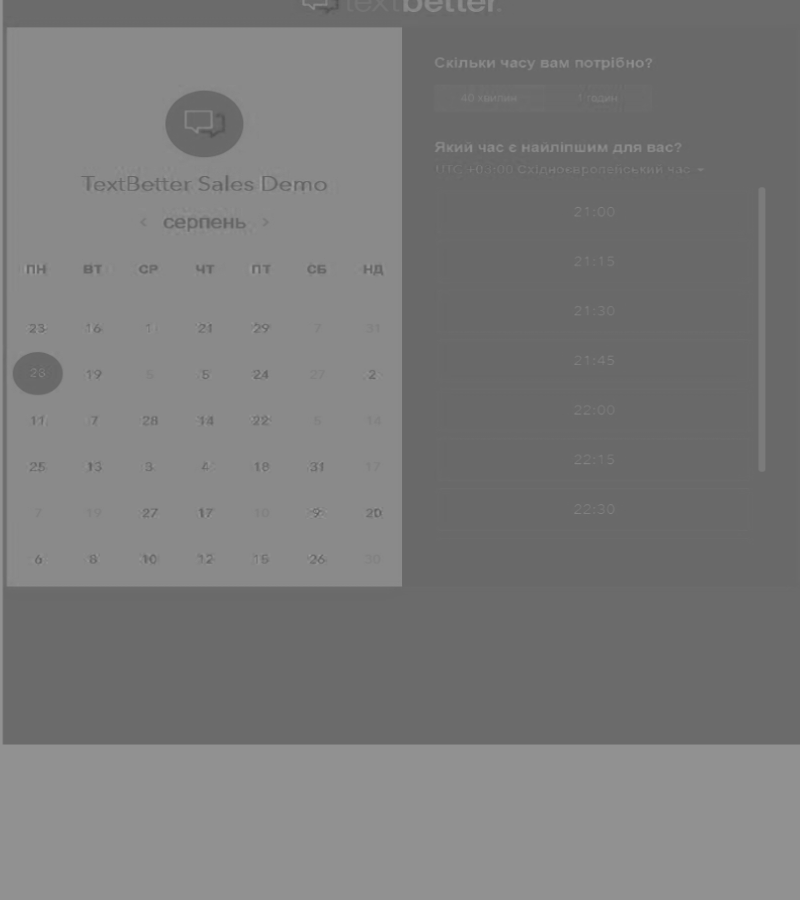 textbetter.
TextBetter Sales Demo
‹ серпень ›
ПН ВТ СР ЧТ ПТ СБ НД
23 16 1 21 29 7 31
28 19 5 5 24 27 2
11 7 28 14 22 14
25 13 3 4 18 31 17
7 19 27 17 10 9 20
6 8 10 12 15 26 30
Скільки часу вам потрібно?
40 хвилин 1 годин
Який час є найліпшим для вас?
UTC +03:00 Східноєвропейський час
21:00
21:15
21:30
21:45
22:00
22:15
22:30